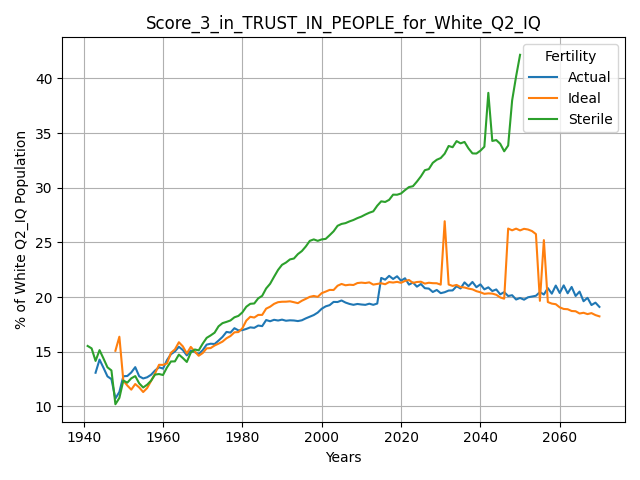 Score_3_in_TRUST_IN_PEOPLE_for_White_Q2_IQ
Fertility
Actual
Ideal
Sterile
% of White Q2_IQ Population
40
35
30
25
20
15
10
1940
1960
1980
2000
2020
2040
2060
Years